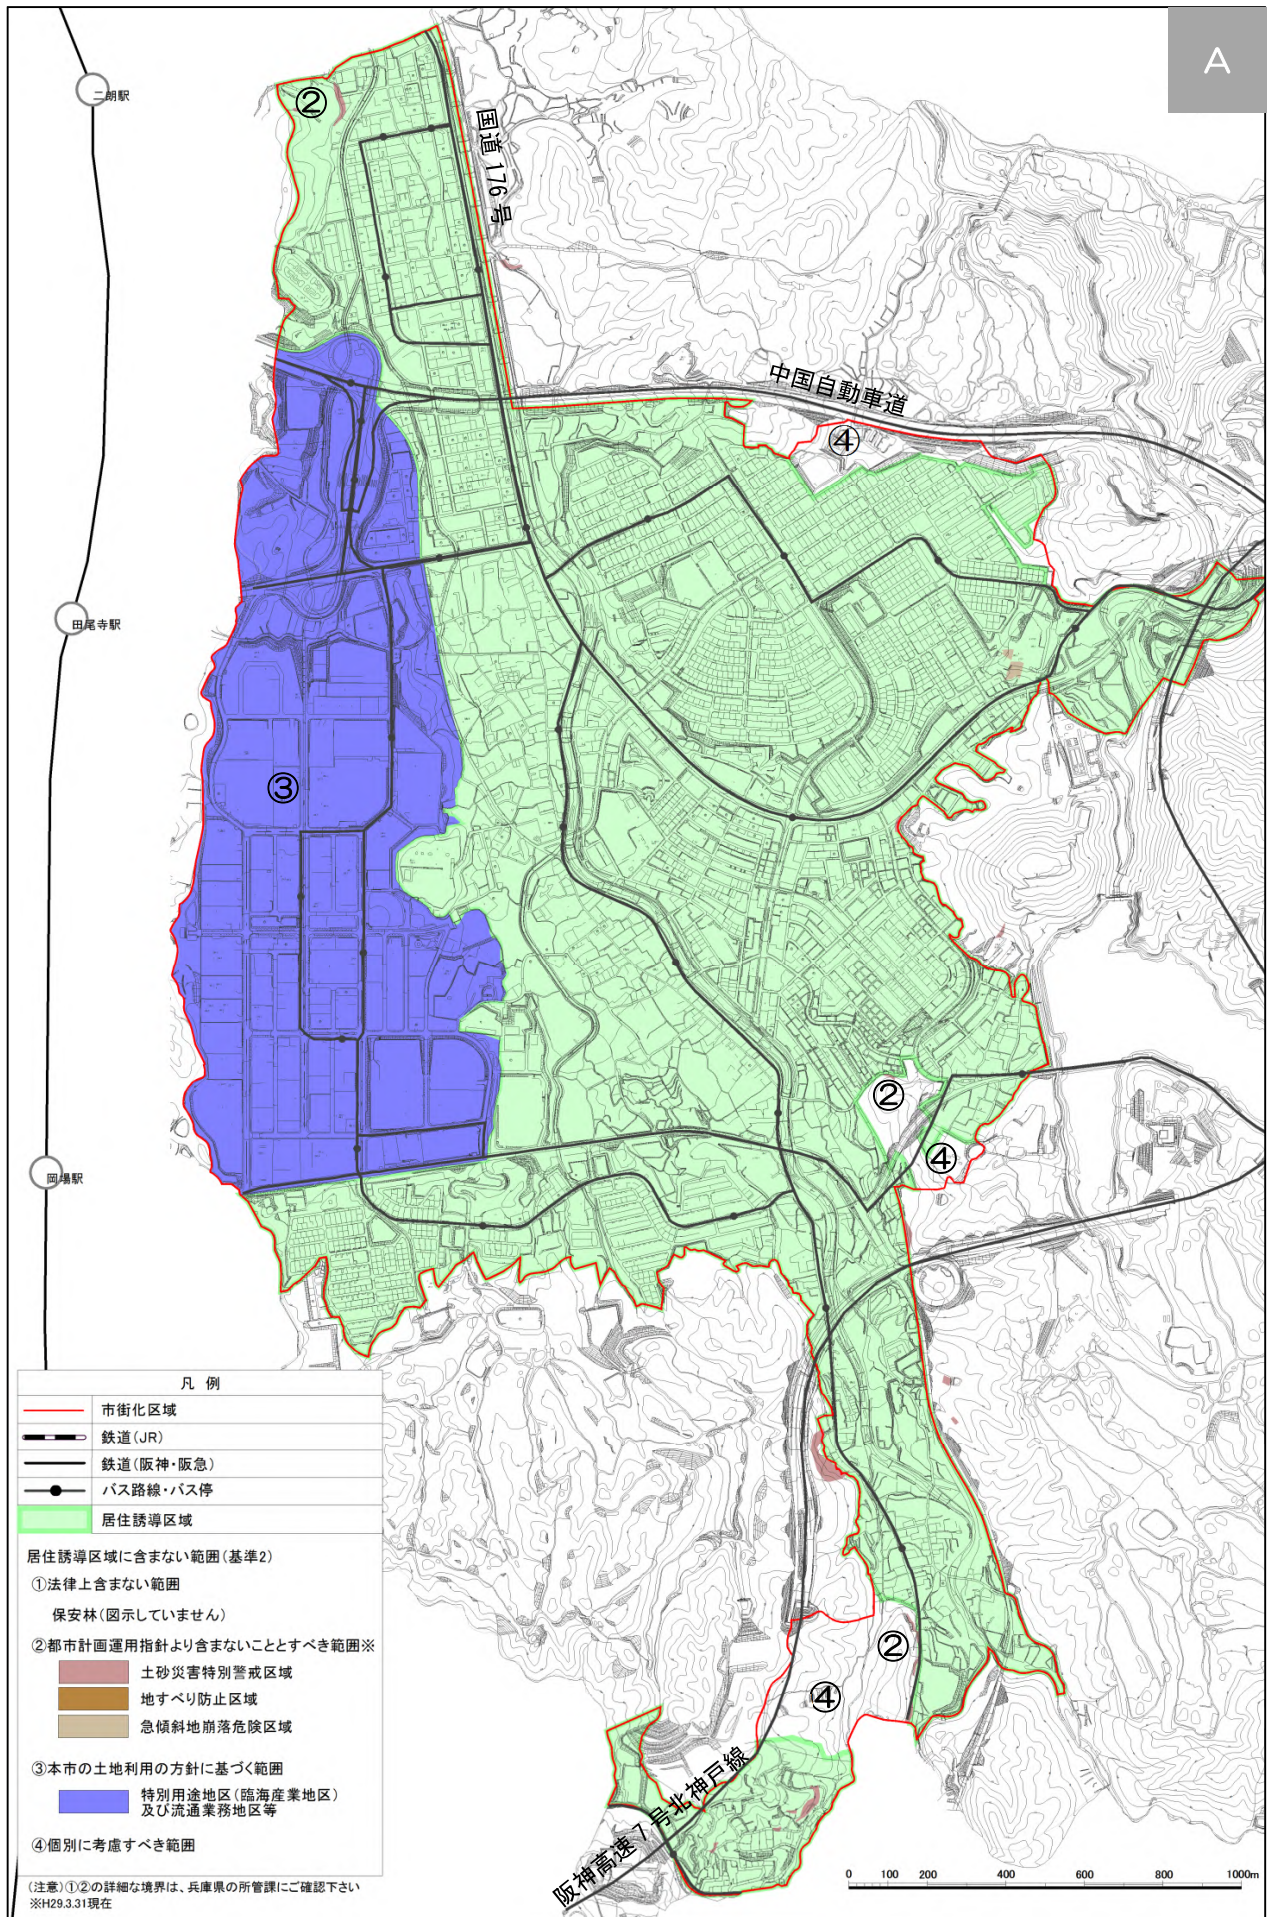 A
二郎駅
②
国道 176 号
中国自動車道
④
田尾寺駅
③
②
④
岡場駅
②
④
阪神高速 7 号北神戸線
凡 例
市街化区域
鉄道(JR)
鉄道(阪神・阪急)
バス路線・バス停
居住誘導区域
居住誘導区域に含まない範囲(基準2)
①法律上含まない範囲
保安林(図示していません)
②都市計画運用指針より含まないこととすべき範囲※
土砂災害特別警戒区域
地すべり防止区域
急傾斜地崩落危険区域
③本市の土地利用の方針に基づく範囲
特別用途地区(臨海産業地区)
及び流通業務地区等
④個別に考慮すべき範囲
(注意)①②の詳細な境界は、兵庫県の所管課にご確認下さい
※H29.3.31現在
0 100 200 400 600 800 1000m